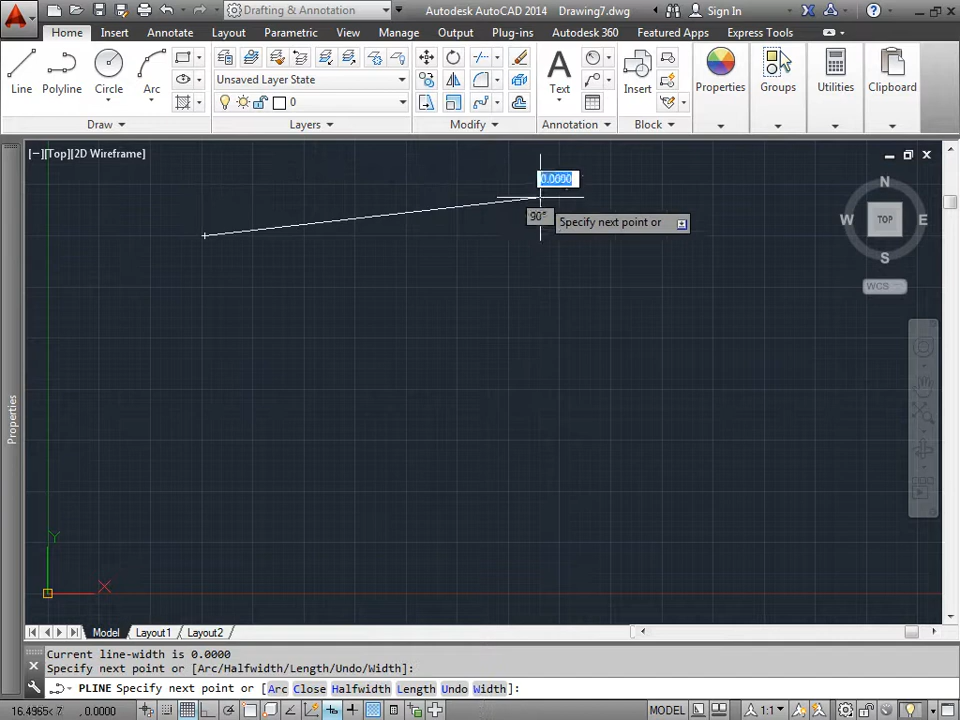 Drafting & Annotation
Autodesk AutoCAD 2014 Drawing7.dwg
Sign In
Home Insert Annotate Layout Parametric View Manage Output Plug-ins Autodesk 360 Featured Apps Express Tools
Line Polyline Circle Arc
Unsaved Layer State
0
Text Insert Properties Groups Utilities Clipboard
Draw Layers Modify Annotation Block
[−][Top][2D Wireframe]
0.0000
90°
Specify next point or
N
W TOP E
S
WCS
Properties
Y
X
Model Layout1 Layout2
Current line-width is 0.0000
Specify next point or [Arc/Halfwidth/Length/Undo/Width]:
PLINE Specify next point or [Arc Close Halfwidth Length Undo Width]:
16.4965< 7 , 0.0000
MODEL
1:1